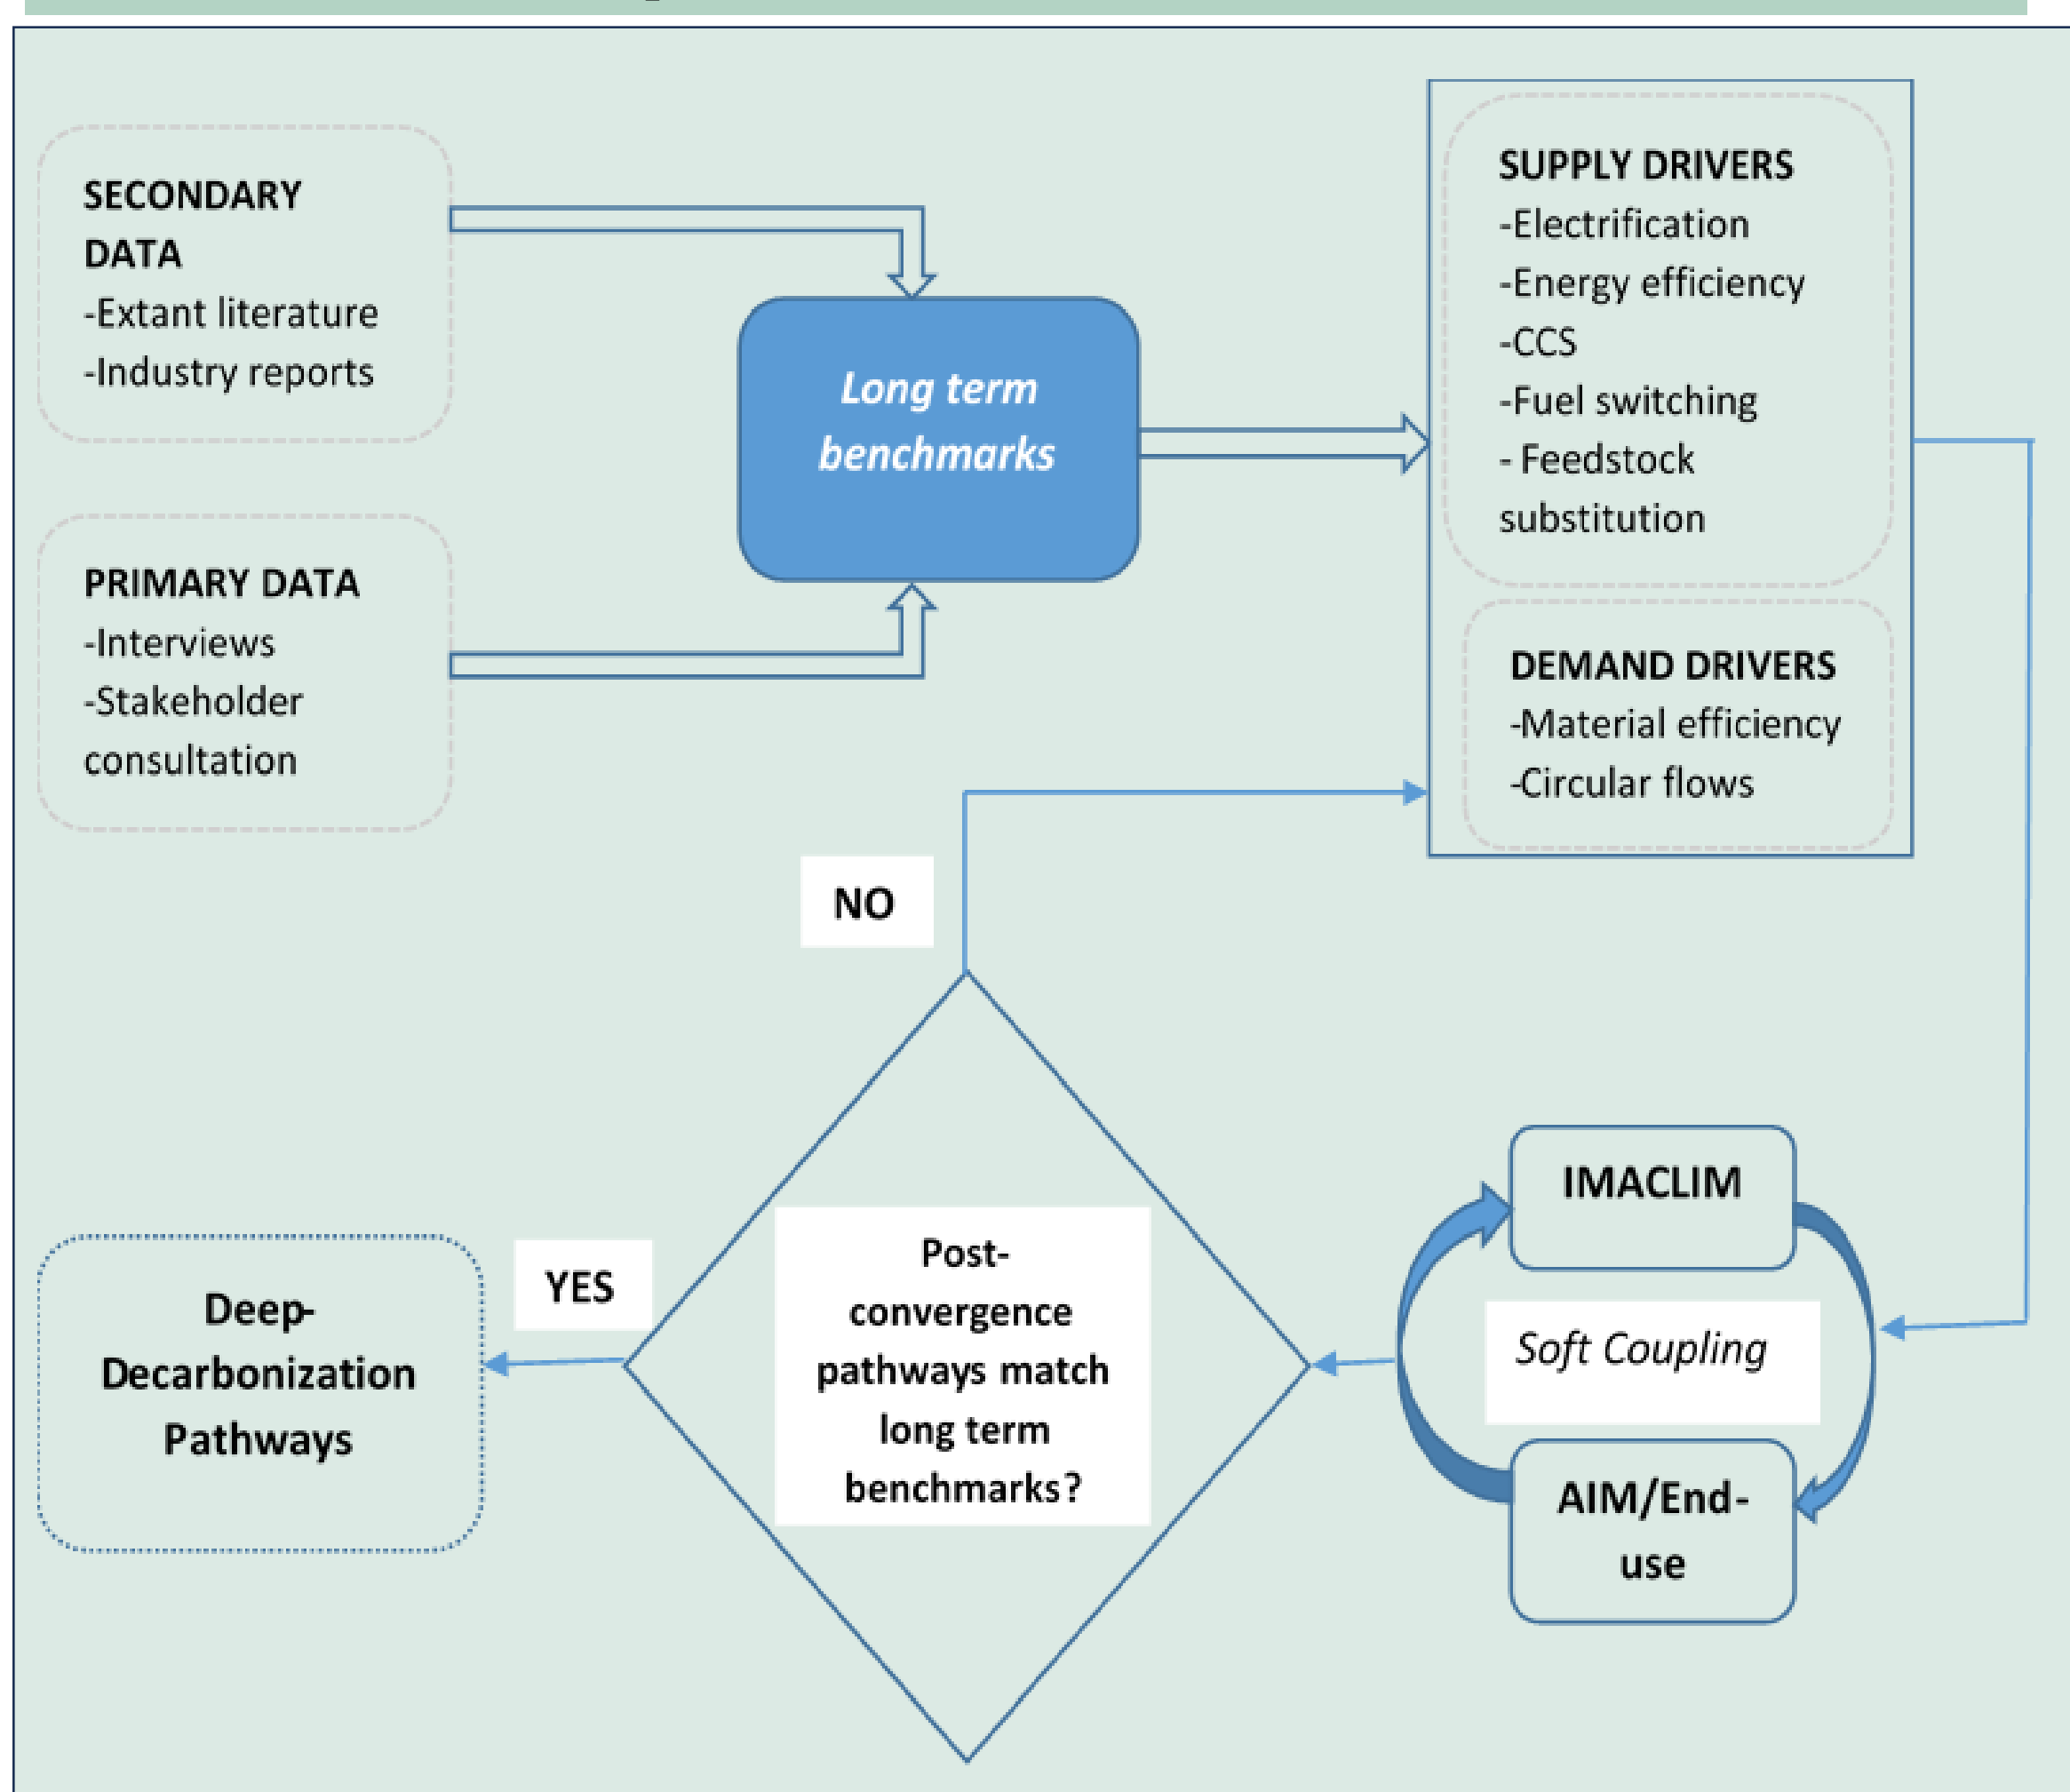 SECONDARY
DATA
-Extant literature
-Industry reports
PRIMARY DATA
-Interviews
-Stakeholder
consultation
Long term
benchmarks
SUPPLY DRIVERS
-Electrification
-Energy efficiency
-CCS
-Fuel switching
- Feedstock
substitution
DEMAND DRIVERS
-Material efficiency
-Circular flows
NO
YES
Deep-
Decarbonization
Pathways
Post-
convergence
pathways match
long term
benchmarks?
IMACLIM
Soft Coupling
AIM/End-
use